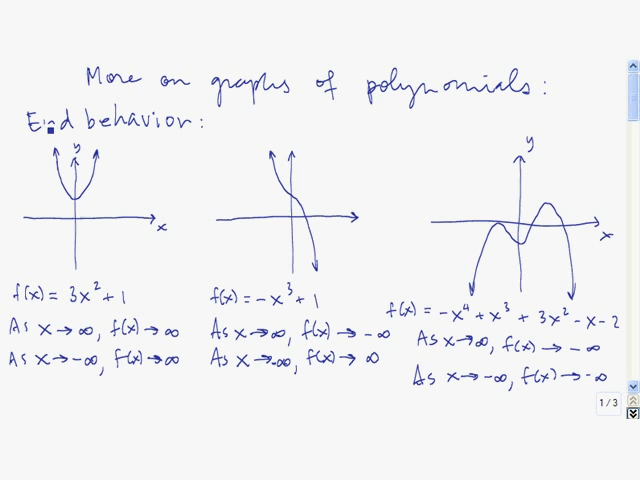 More on graphs of polynomials:
End behavior:
y
x
f(x) = 3x² + 1
As x → ∞, f(x) → ∞
As x → -∞, f(x) → ∞
f(x) = -x³ + 1
As x → ∞, f(x) → -∞
As x → -∞, f(x) → ∞
y
x
f(x) = -x⁴ + x³ + 3x² - x - 2
As x → ∞, f(x) → -∞
As x → -∞, f(x) → -∞
1/3